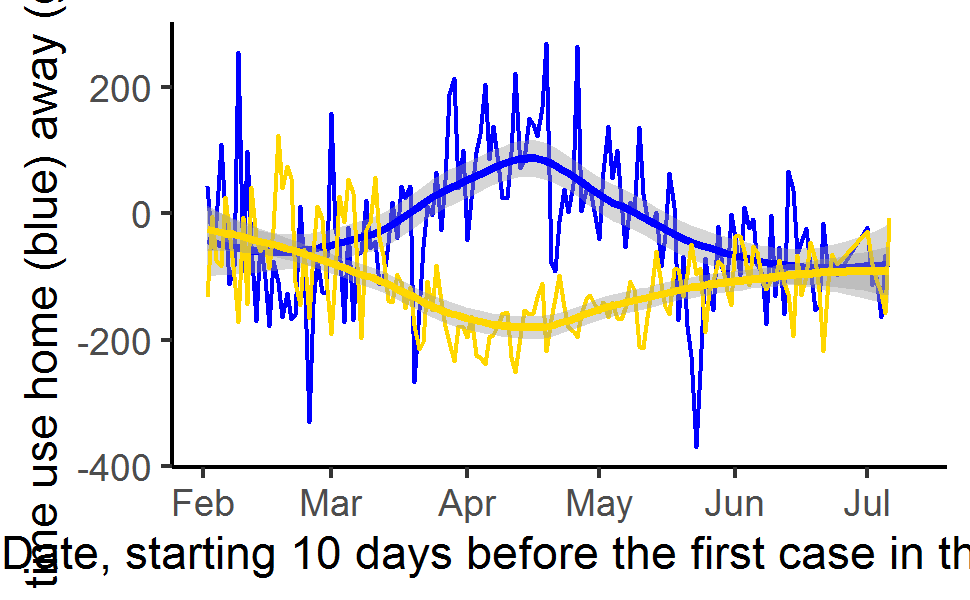 time use home (blue) away (
200
0
-200
-400
Feb Mar Apr May Jun Jul
Date, starting 10 days before the first case in th